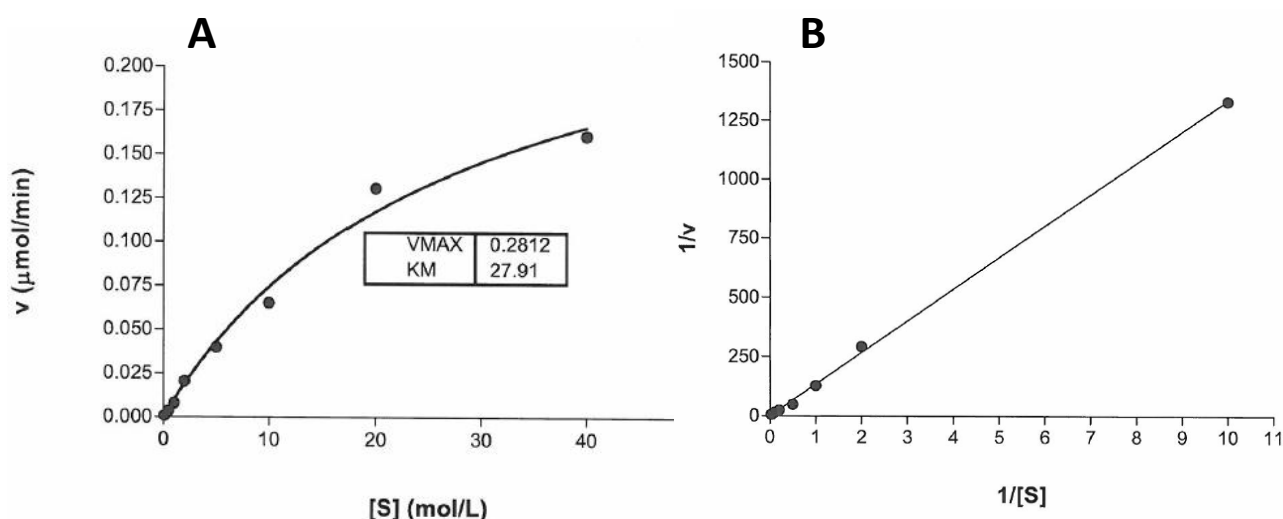 A
0.200
0.175
0.150
0.125
0.100
0.075
0.050
0.025
0.000
v (μmol/min)
VMAX 0.2812
KM 27.91
0 10 20 30 40
[S] (mol/L)
B
1500
1250
1000
750
500
250
0
1/v
0 1 2 3 4 5 6 7 8 9 10 11
1/[S]